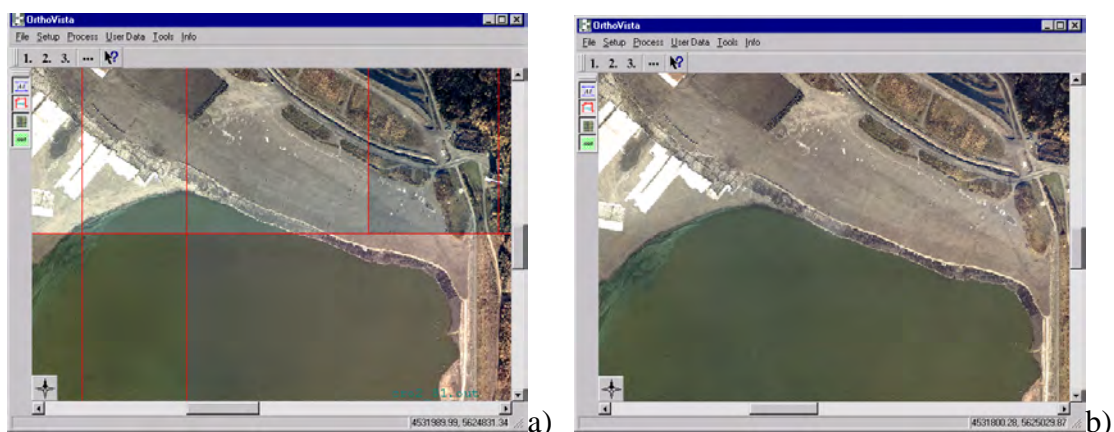 OrthoVista
File Setup Process User Data Tools Info
1. 2. 3. ...
4531989.99, 5624831.34
a)
OrthoVista
File Setup Process User Data Tools Info
1. 2. 3. ...
4531800.28, 5625029.87
b)